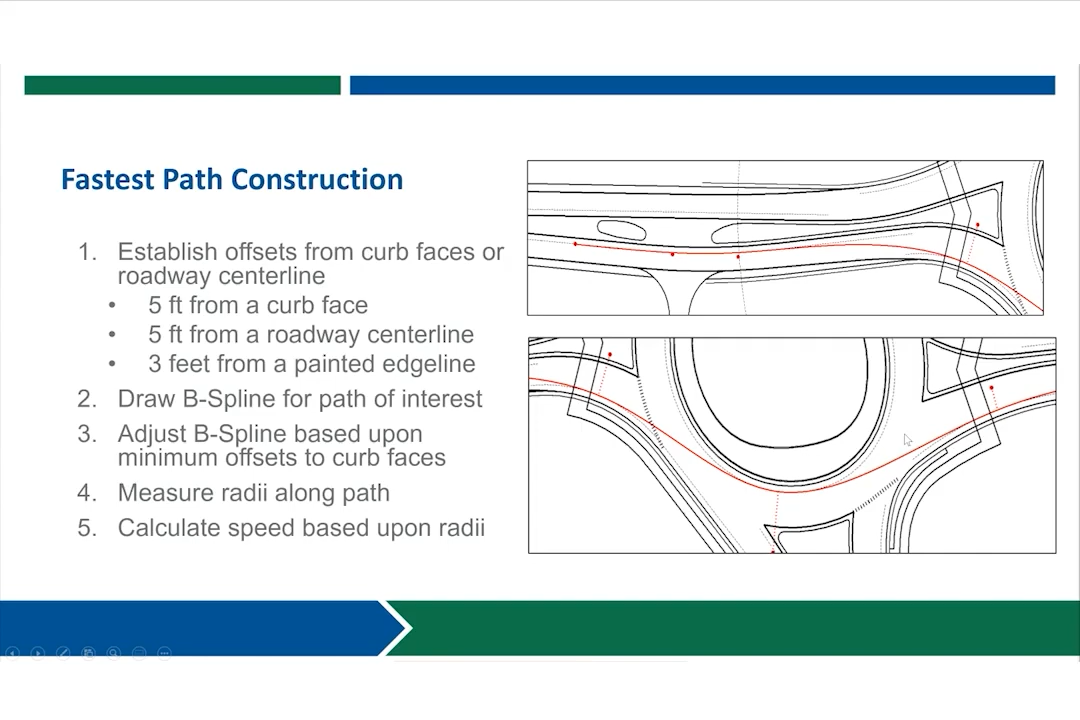 Fastest Path Construction
1. Establish offsets from curb faces or
roadway centerline
• 5 ft from a curb face
• 5 ft from a roadway centerline
• 3 feet from a painted edgeline
2. Draw B-Spline for path of interest
3. Adjust B-Spline based upon
minimum offsets to curb faces
4. Measure radii along path
5. Calculate speed based upon radii